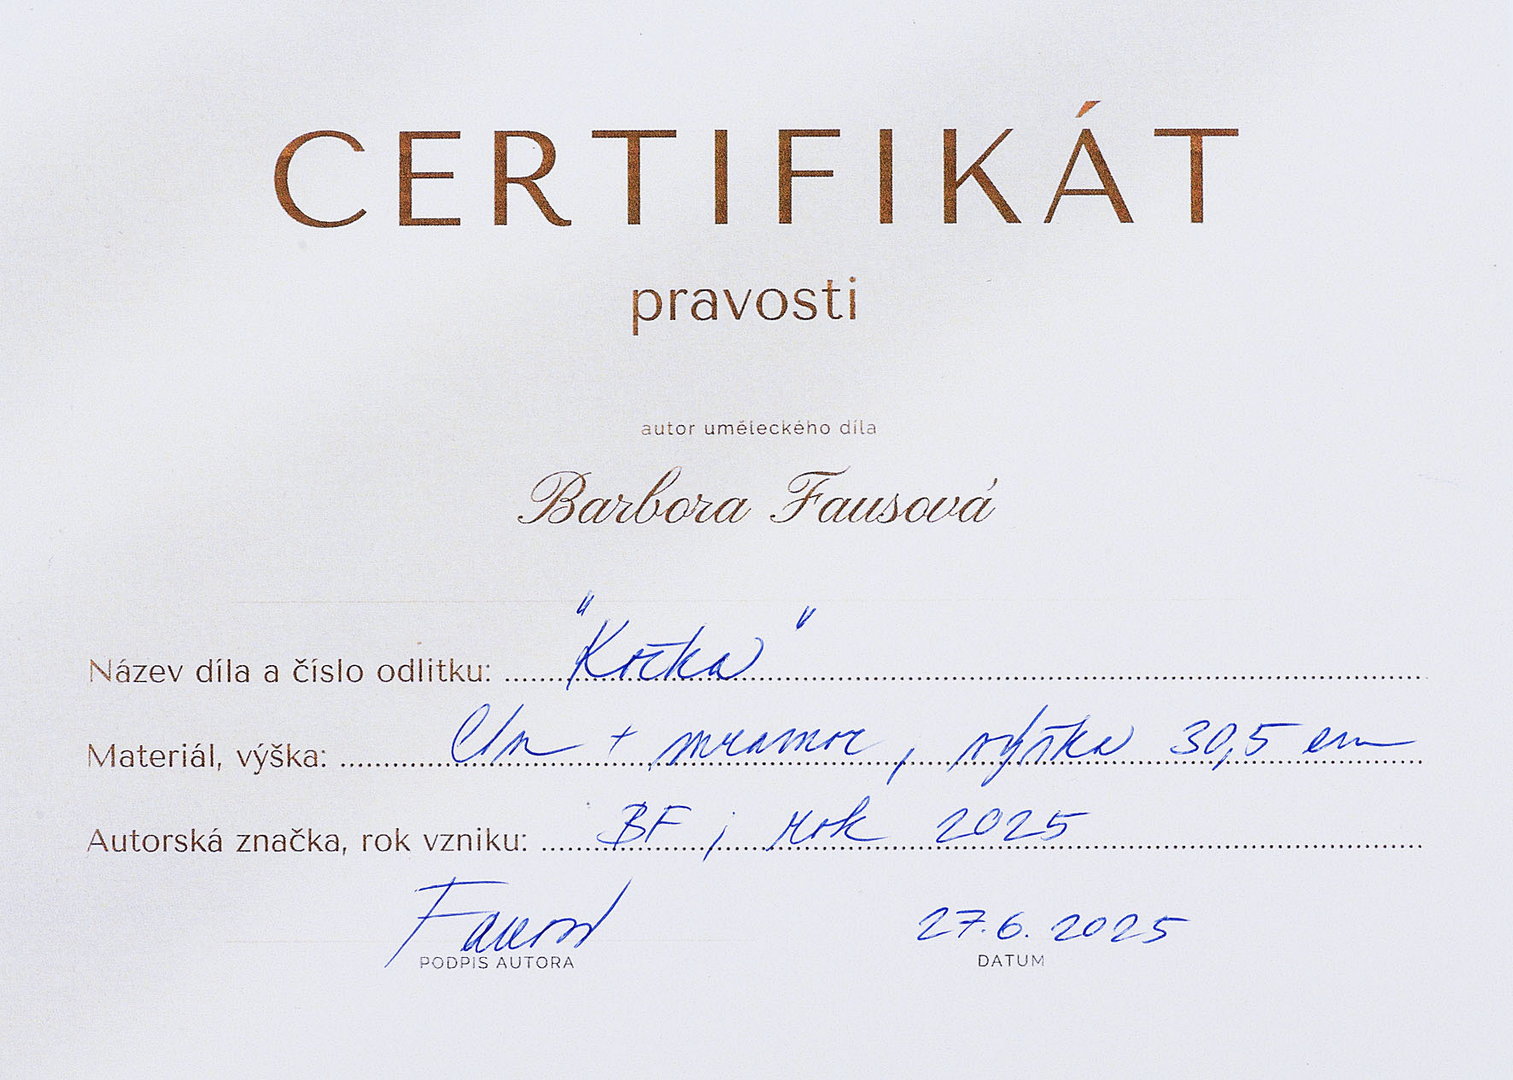 CERTIFIKÁT
pravosti
autor uměleckého díla
Barbora Fausová
Název díla a číslo odlitku: "Kočka"
Materiál, výška: + mramor, výška 30,5 cm
Autorská značka, rok vzniku: BF, rok 2025
27.6. 2025
PODPIS AUTORA DATUM